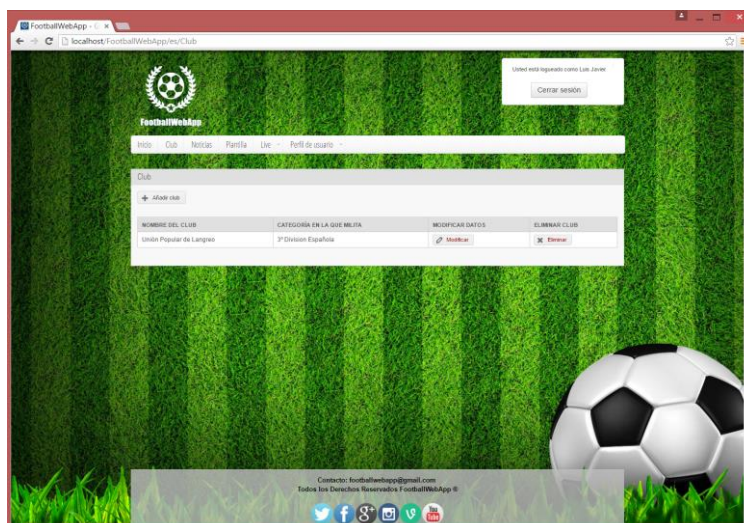 FootballWebApp - C
localhost/FootballWebApp/es/Club
FootballWebApp
Usted está logueado como Luis Javier
Cerrar sesión
Inicio Club Noticias Plantilla Live Perfil de usuario
Club
Añadir club
NOMBRE DEL CLUB CATEGORÍA EN LA QUE MILITA MODIFICAR DATOS ELIMINAR CLUB
Unión Popular de Langreo 3ª Division Española Modificar Eliminar
Contacto: footballwebapp@gmail.com
Todos los Derechos Reservados FootballWebApp ®
You
Tube